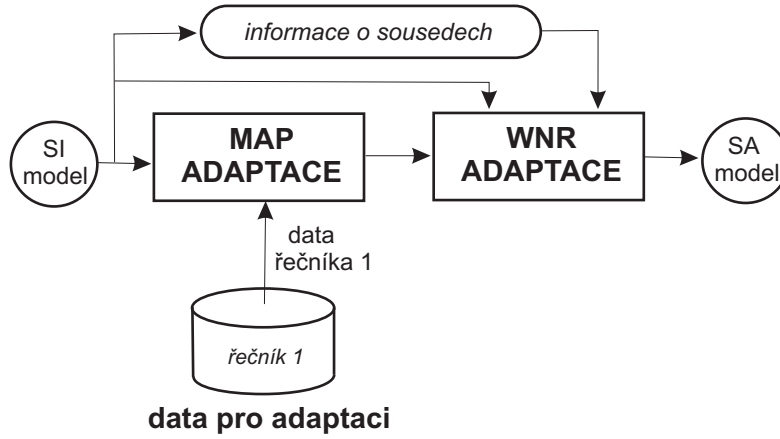 informace o sousedech
SI
model
MAP
ADAPTACE
WNR
ADAPTACE
SA
model
data
řečníka 1
řečník 1
data pro adaptaci